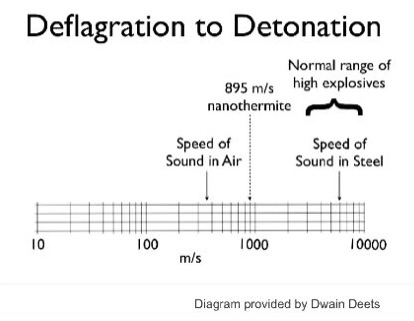 Deflagration to Detonation
Normal range of
high explosives
895 m/s
nanothermite
Speed of
Sound in Air
Speed of
Sound in Steel
10 100 1000 10000
m/s
Diagram provided by Dwain Deets